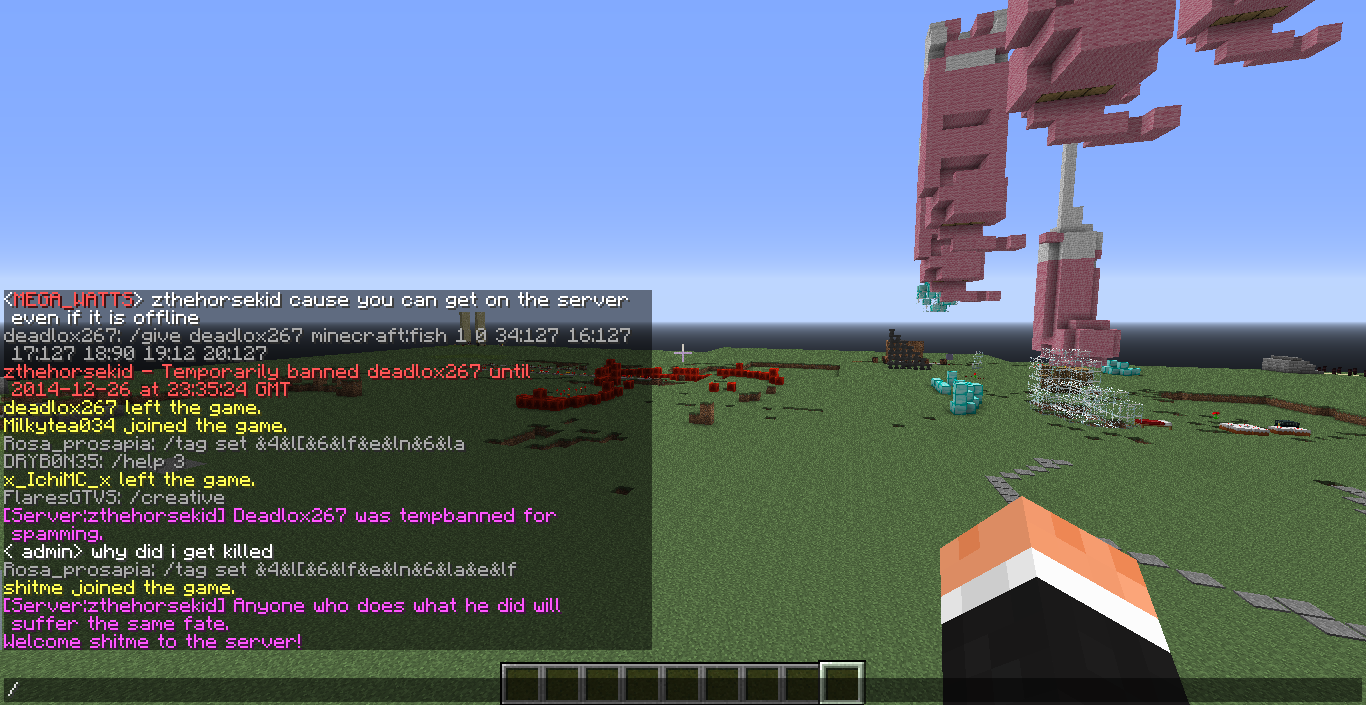 <MEGA_WATTS> zthehorsekid cause you can get on the server
even if it is offline
deadlox267: /give deadlox267 minecraft:fish 1 0 34:127 16:127
17:127 18:90 19:12 20:127
zthehorsekid - Temporarily banned deadlox267 until
2014-12-26 at 23:35:24 GMT
deadlox267 left the game.
Milkytea034 joined the game.
Rosa_prosapia: /tag set &4&l[&6&lf&e&ln&6&la
DRYB0N35: /help 3
x_IchiMC_x left the game.
FlaresGTVS: /creative
[Server:zthehorsekid] Deadlox267 was tempbanned for
spamming.
< admin> why did i get killed
Rosa_prosapia: /tag set &4&l[&6&lf&e&ln&6&la&e&lf
shitme joined the game.
[Server:zthehorsekid] Anyone who does what he did will
suffer the same fate.
Welcome shitme to the server!
/